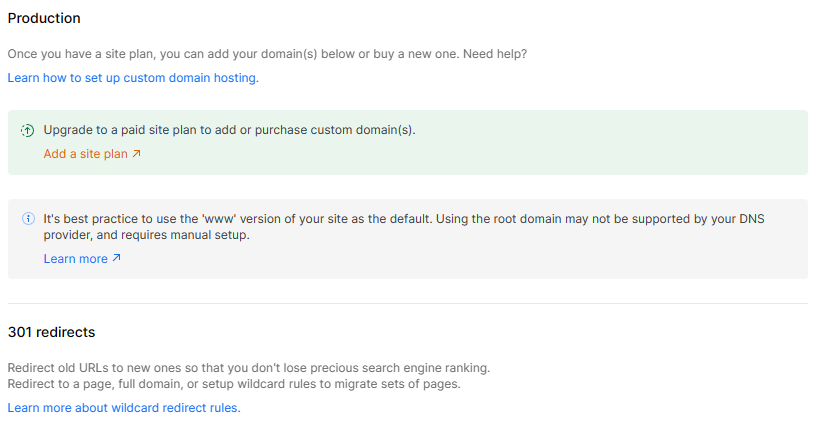 Production
Once you have a site plan, you can add your domain(s) below or buy a new one. Need help?
Learn how to set up custom domain hosting.
Upgrade to a paid site plan to add or purchase custom domain(s).
Add a site plan ↗
It's best practice to use the 'www' version of your site as the default. Using the root domain may not be supported by your DNS
provider, and requires manual setup.
Learn more ↗
301 redirects
Redirect old URLs to new ones so that you don't lose precious search engine ranking.
Redirect to a page, full domain, or setup wildcard rules to migrate sets of pages.
Learn more about wildcard redirect rules.